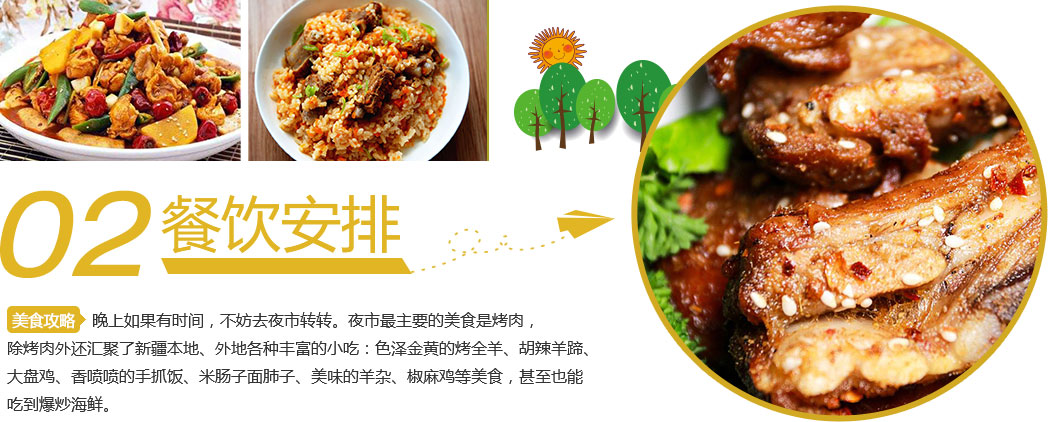 02 餐饮安排
美食攻略 晚上如果有时间，不妨去夜市转转。夜市最主要的美食是烤肉，
除烤肉外还汇聚了新疆本地、外地各种丰富的小吃：色泽金黄的烤全羊、胡辣羊蹄、
大盘鸡、香喷喷的手抓饭、米肠子面肺子、美味的羊杂、椒麻鸡等美食，甚至也能
吃到爆炒海鲜。